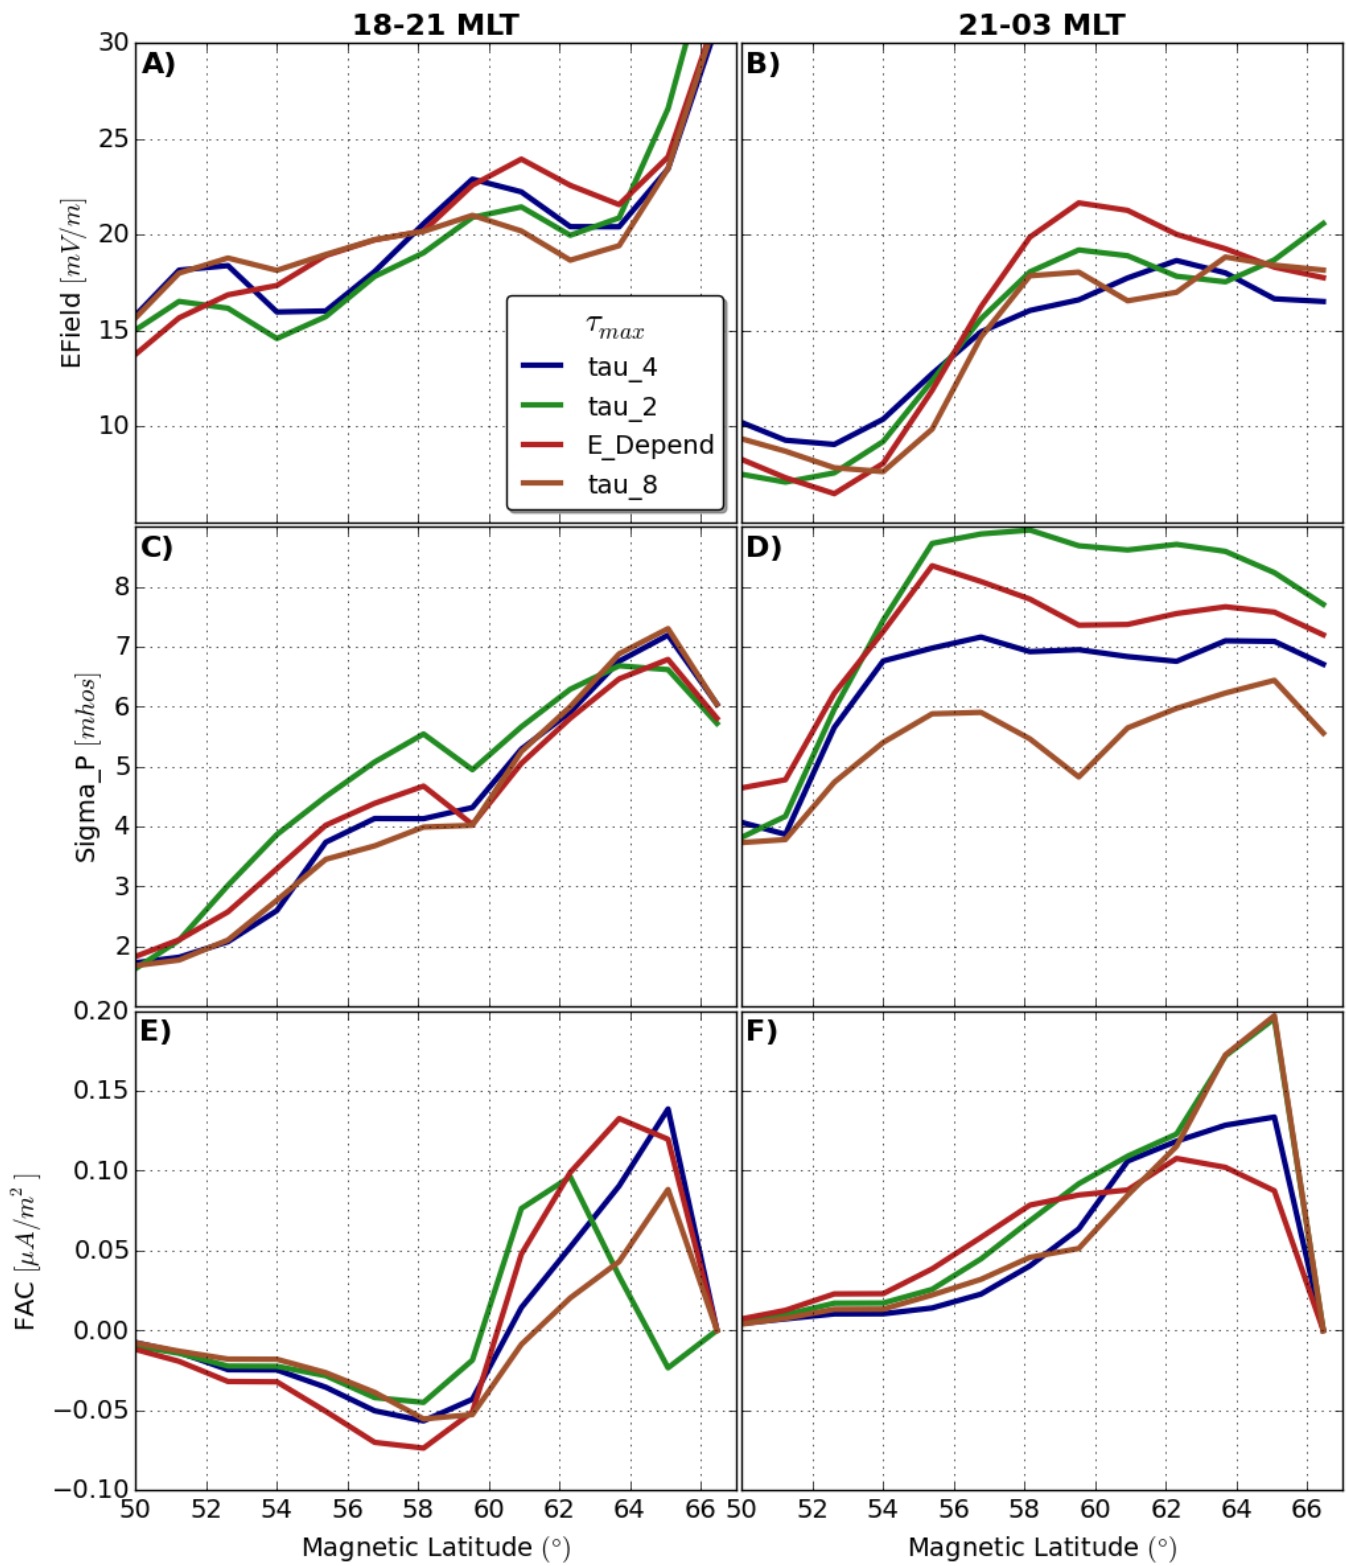 18-21 MLT
21-03 MLT
A)
B)
30
25
20
15
10
EField [mV/m]
τmax
tau_4
tau_2
E_Depend
tau_8
C)
D)
8
7
6
5
4
3
2
Sigma_P [mhos]
E)
F)
0.20
0.15
0.10
0.05
0.00
−0.05
−0.10
FAC [μA/m²]
50 52 54 56 58 60 62 64 66
50 52 54 56 58 60 62 64 66
Magnetic Latitude (°)
Magnetic Latitude (°)